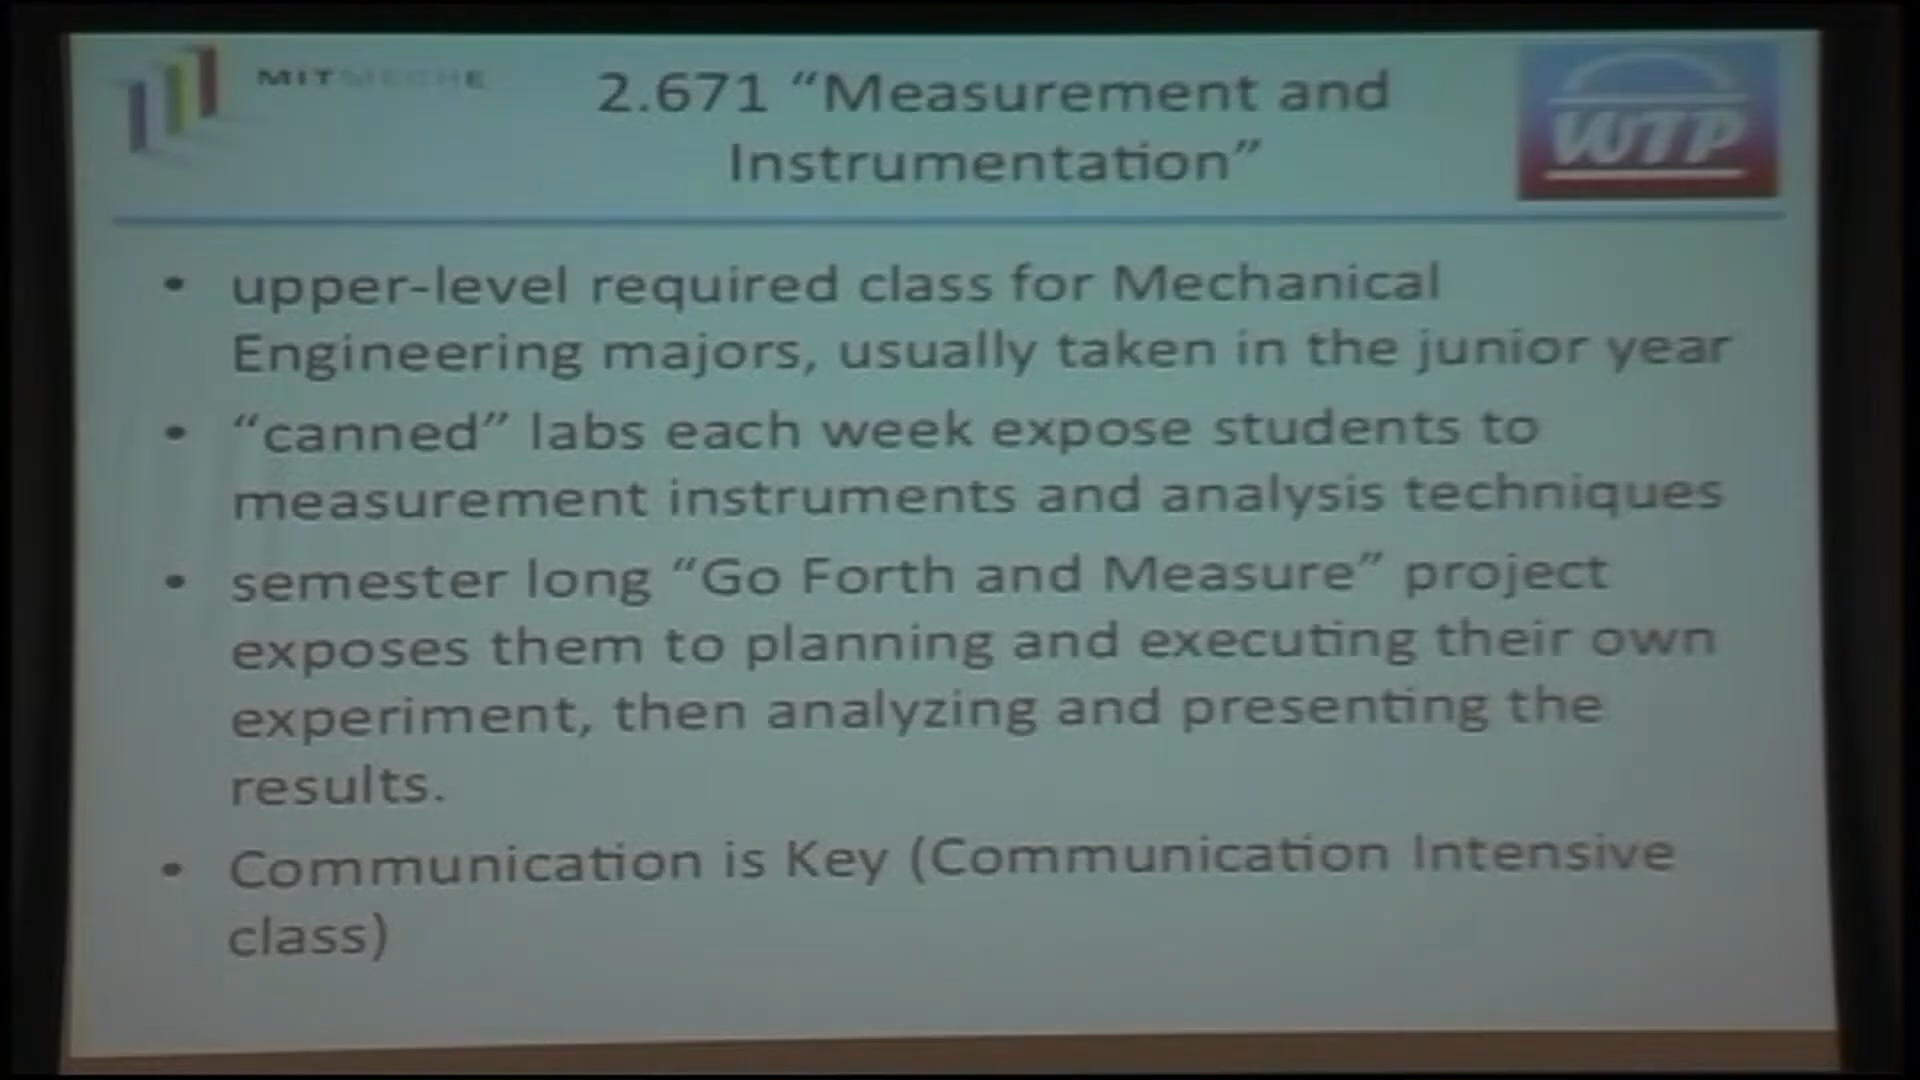 MITMECHE
2.671 “Measurement and
Instrumentation”
WTP
• upper-level required class for Mechanical
Engineering majors, usually taken in the junior year
• “canned” labs each week expose students to
measurement instruments and analysis techniques
• semester long “Go Forth and Measure” project
exposes them to planning and executing their own
experiment, then analyzing and presenting the
results.
• Communication is Key (Communication Intensive
class)